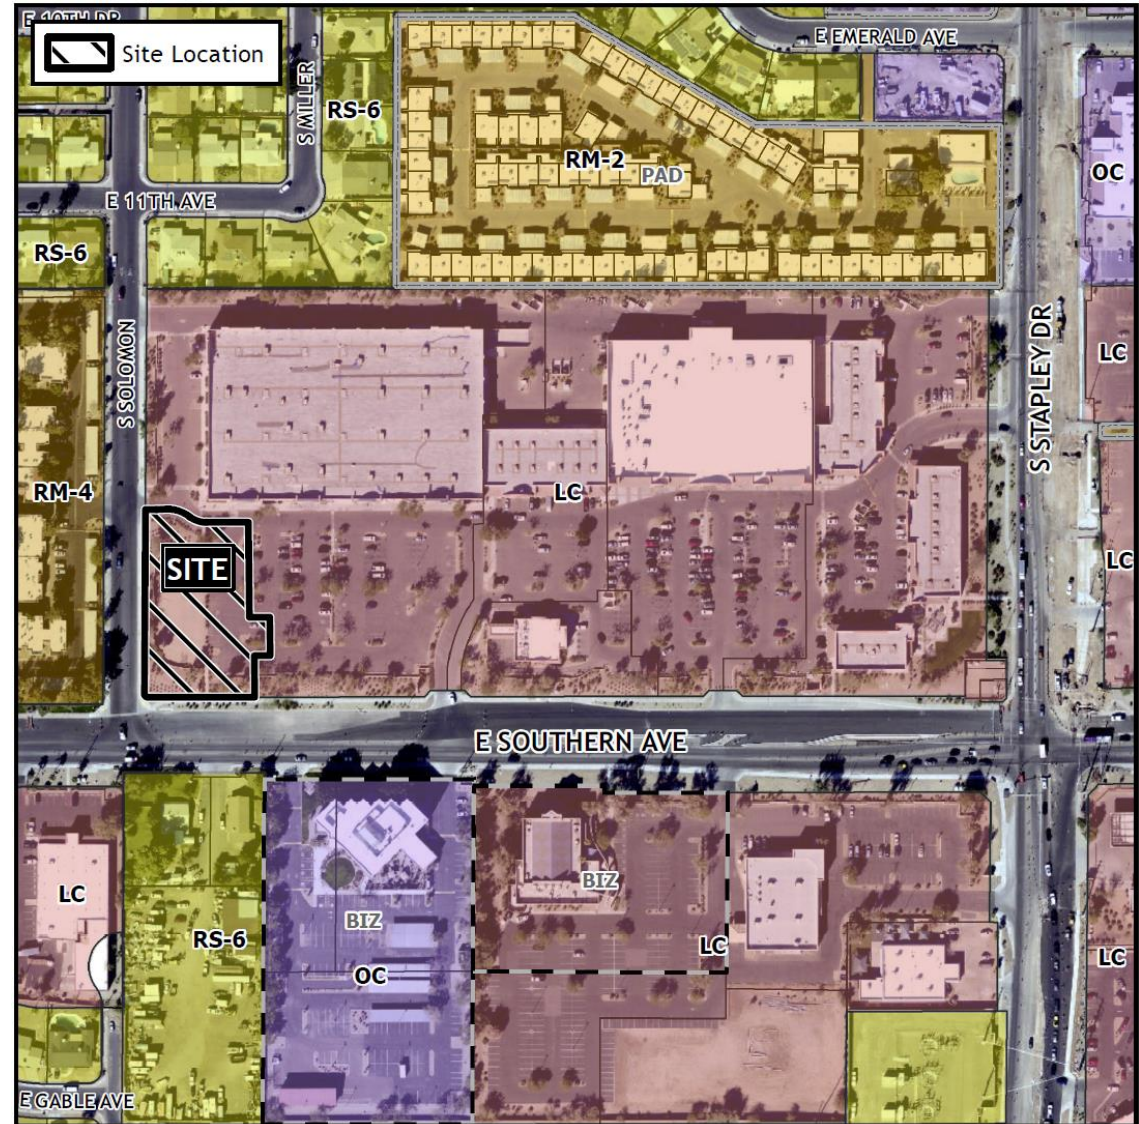 E 10TH DR
Site Location
S MILLER
E EMERALD AVE
RS-6
RM-2
PAD
OC
E 11TH AVE
RS-6
S SOLOMON
S STAPLEY DR
LC
RM-4
LC
LC
SITE
E SOUTHERN AVE
LC
BIZ
BIZ
RS-6
LC
LC
OC
E GABLE AVE